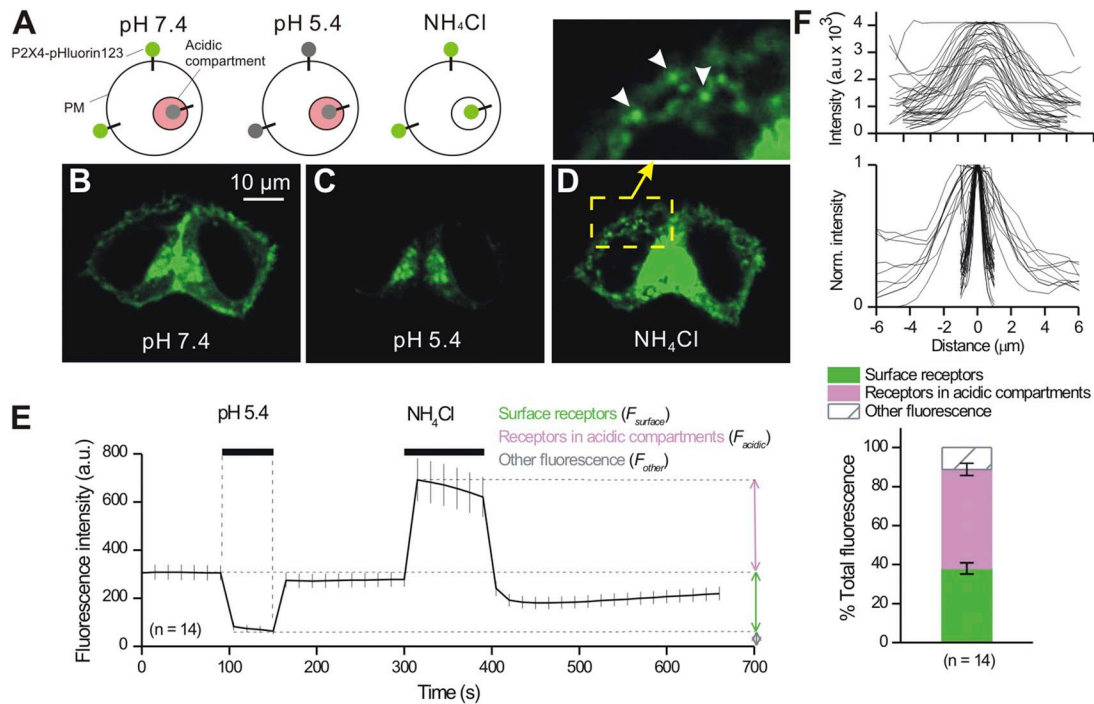 A
pH 7.4
pH 5.4
NH₄Cl
P2X4-pHluorin123
Acidic
compartment
PM
B
10 µm
pH 7.4
C
pH 5.4
D
NH₄Cl
E
pH 5.4
NH₄Cl
Surface receptors (F_surface)
Receptors in acidic compartments (F_acidic)
Other fluorescence (F_other)
Fluorescence intensity (a.u.)
800
600
400
200
0
(n = 14)
0 100 200 300 400 500 600 700
Time (s)
F
Intensity (a.u x 10³)
4
3
2
1
0
Norm. intensity
1
0
-6 -4 -2 0 2 4 6
Distance (µm)
Surface receptors
Receptors in acidic compartments
Other fluorescence
% Total fluorescence
100
80
60
40
20
0
(n = 14)